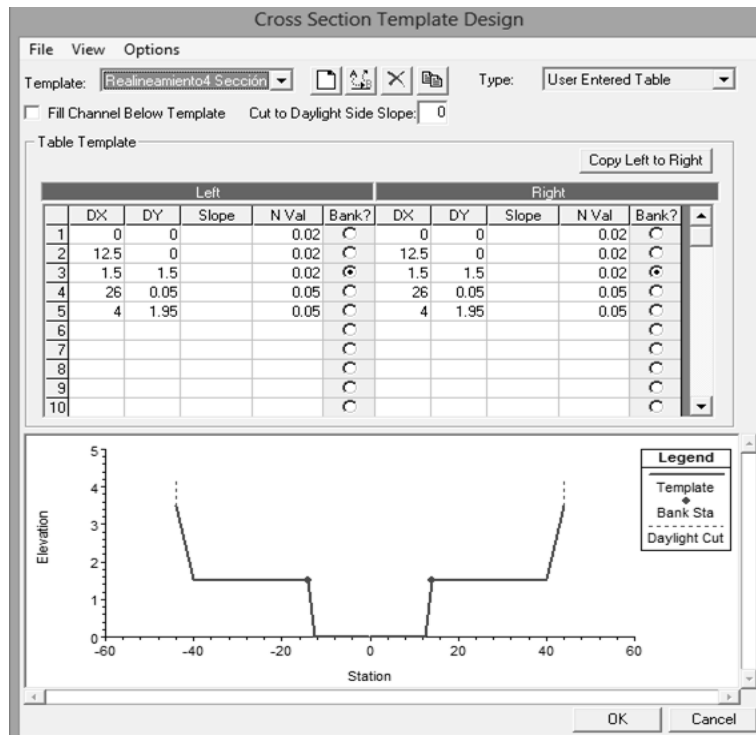 Cross Section Template Design
File View Options
Template: Realineamiento4 Sección Type: User Entered Table
Fill Channel Below Template Cut to Daylight Side Slope: 0
Table Template
Copy Left to Right
Left Right
DX DY Slope N Val Bank? DX DY Slope N Val Bank?
1 0 0 0.02 0 0 0.02
2 12.5 0 0.02 12.5 0 0.02
3 1.5 1.5 0.02 1.5 1.5 0.02
4 26 0.05 0.05 26 0.05 0.05
5 4 1.95 0.05 4 1.95 0.05
6
7
8
9
10
Elevation
5
4
3
2
1
0
-60 -40 -20 0 20 40 60
Station
Legend
Template
Bank Sta
Daylight Cut
OK Cancel